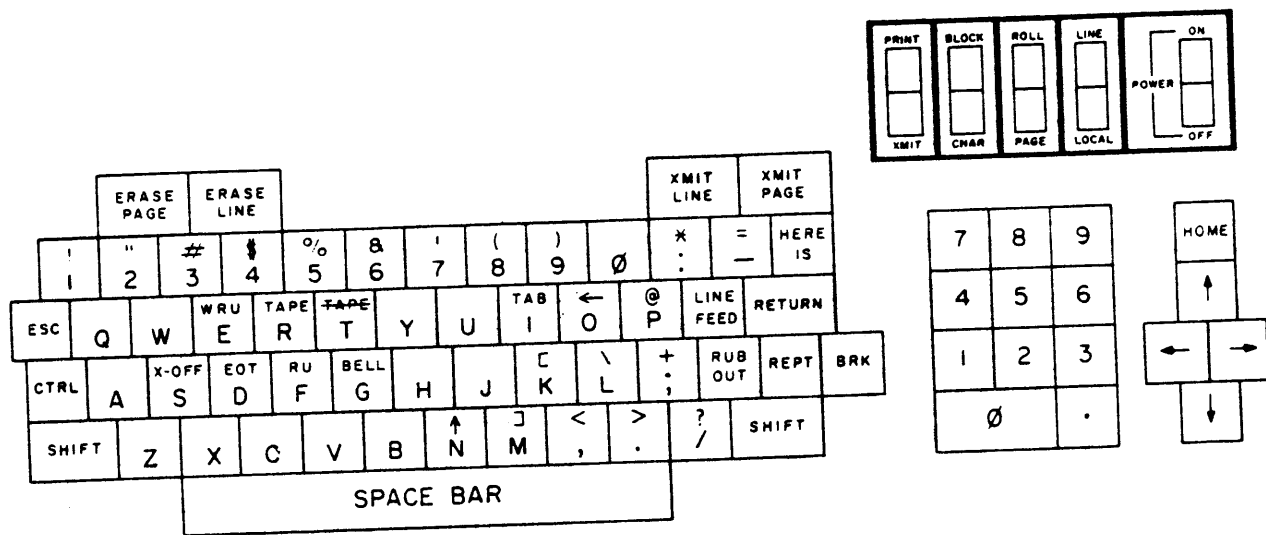 PRINT BLOCK ROLL LINE ON
POWER
XMIT CHAR PAGE LOCAL OFF
ERASE PAGE ERASE LINE XMIT LINE XMIT PAGE
! " # $ % & ' ( ) * = HERE IS
1 2 3 4 5 6 7 8 9 Ø : —
WRU TAPE TAPE TAB ← @ LINE FEED RETURN
ESC Q W E R T Y U I O P
X-OFF EOT RU BELL [ \ + RUB OUT REPT BRK
CTRL A S D F G H J K L ;
↑ ] < > ?
SHIFT Z X C V B N M , . / SHIFT
SPACE BAR
7 8 9
4 5 6
1 2 3
Ø .
HOME
↑
← →
↓